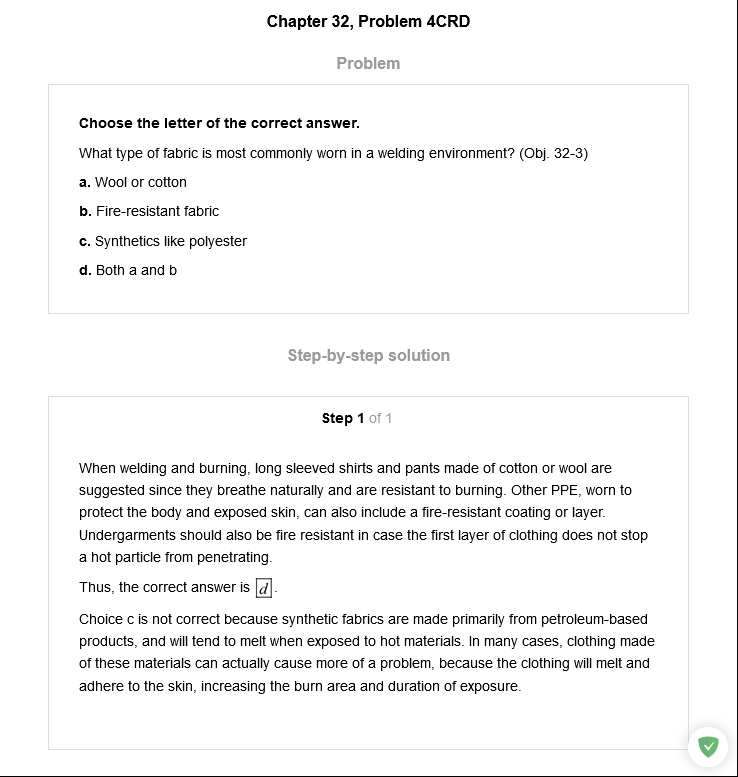 Chapter 32, Problem 4CRD
Problem
Choose the letter of the correct answer.
What type of fabric is most commonly worn in a welding environment? (Obj. 32-3)
a. Wool or cotton
b. Fire-resistant fabric
c. Synthetics like polyester
d. Both a and b
Step-by-step solution
Step 1 of 1
When welding and burning, long sleeved shirts and pants made of cotton or wool are
suggested since they breathe naturally and are resistant to burning. Other PPE, worn to
protect the body and exposed skin, can also include a fire-resistant coating or layer.
Undergarments should also be fire resistant in case the first layer of clothing does not stop
a hot particle from penetrating.
Thus, the correct answer is d.
Choice c is not correct because synthetic fabrics are made primarily from petroleum-based
products, and will tend to melt when exposed to hot materials. In many cases, clothing made
of these materials can actually cause more of a problem, because the clothing will melt and
adhere to the skin, increasing the burn area and duration of exposure.